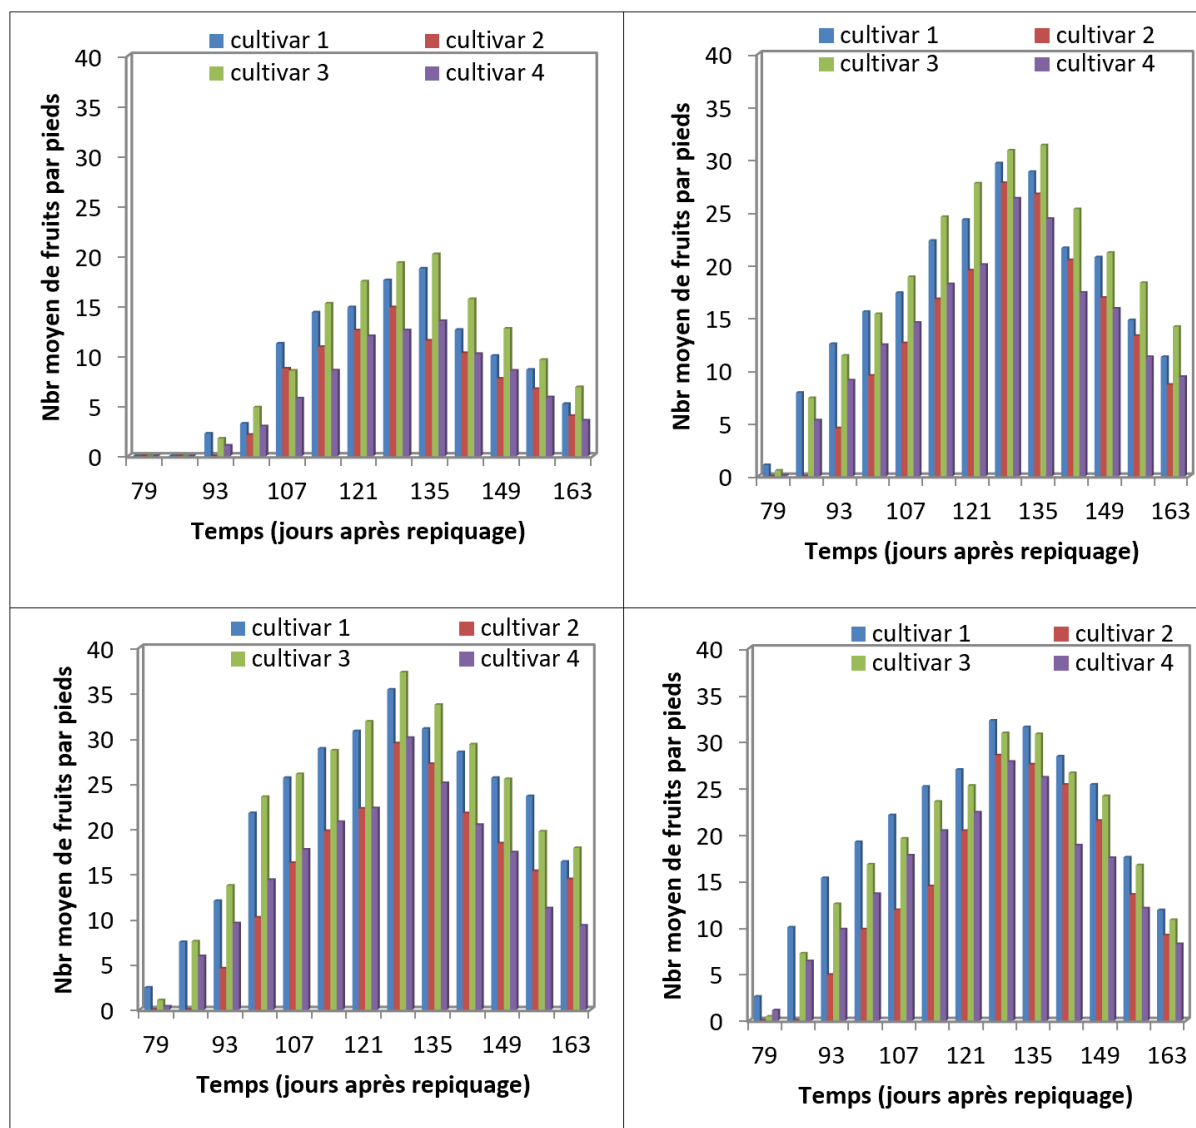 cultivar 1 cultivar 2
cultivar 3 cultivar 4
40
35
30
25
20
15
10
5
0
Nbr moyen de fruits par pieds
79 93 107 121 135 149 163
Temps (jours après repiquage)
cultivar 1 cultivar 2
cultivar 3 cultivar 4
40
35
30
25
20
15
10
5
0
Nbr moyen de fruits par pieds
79 93 107 121 135 149 163
Temps (jours après repiquage)
cultivar 1 cultivar 2
cultivar 3 cultivar 4
40
35
30
25
20
15
10
5
0
Nbr moyen de fruits par pieds
79 93 107 121 135 149 163
Temps (jours après repiquage)
cultivar 1 cultivar 2
cultivar 3 cultivar 4
40
35
30
25
20
15
10
5
0
Nbr moyen de fruits par pieds
79 93 107 121 135 149 163
Temps (jours après repiquage)